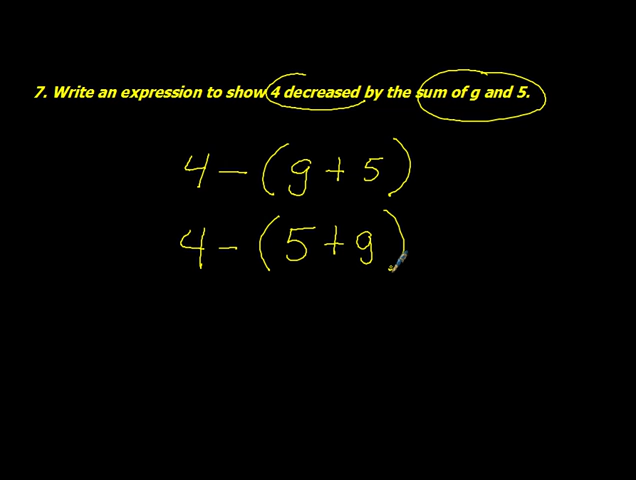 7. Write an expression to show 4 decreased by the sum of g and 5.
4 - (g + 5)
4 - (5 + g)